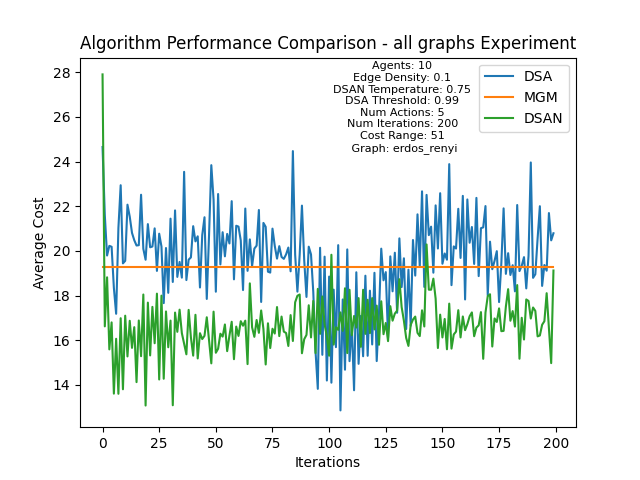 Algorithm Performance Comparison - all graphs Experiment
Agents: 10
Edge Density: 0.1
DSAN Temperature: 0.75
DSA Threshold: 0.99
Num Actions: 5
Num Iterations: 200
Cost Range: 51
Graph: erdos_renyi
DSA
MGM
DSAN
Average Cost
28
26
24
22
20
18
16
14
0
25
50
75
100
125
150
175
200
Iterations